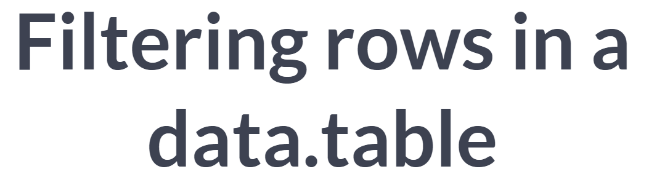 Filtering rows in a
data.table